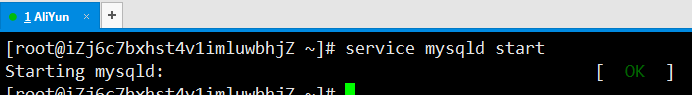 1 AliYun × +
[root@iZj6c7bxhst4v1imluwbhjZ ~]# service mysqld start
Starting mysqld: [ OK ]
[root@iZj6c7bxhst4v1imluwbhjZ ~]#